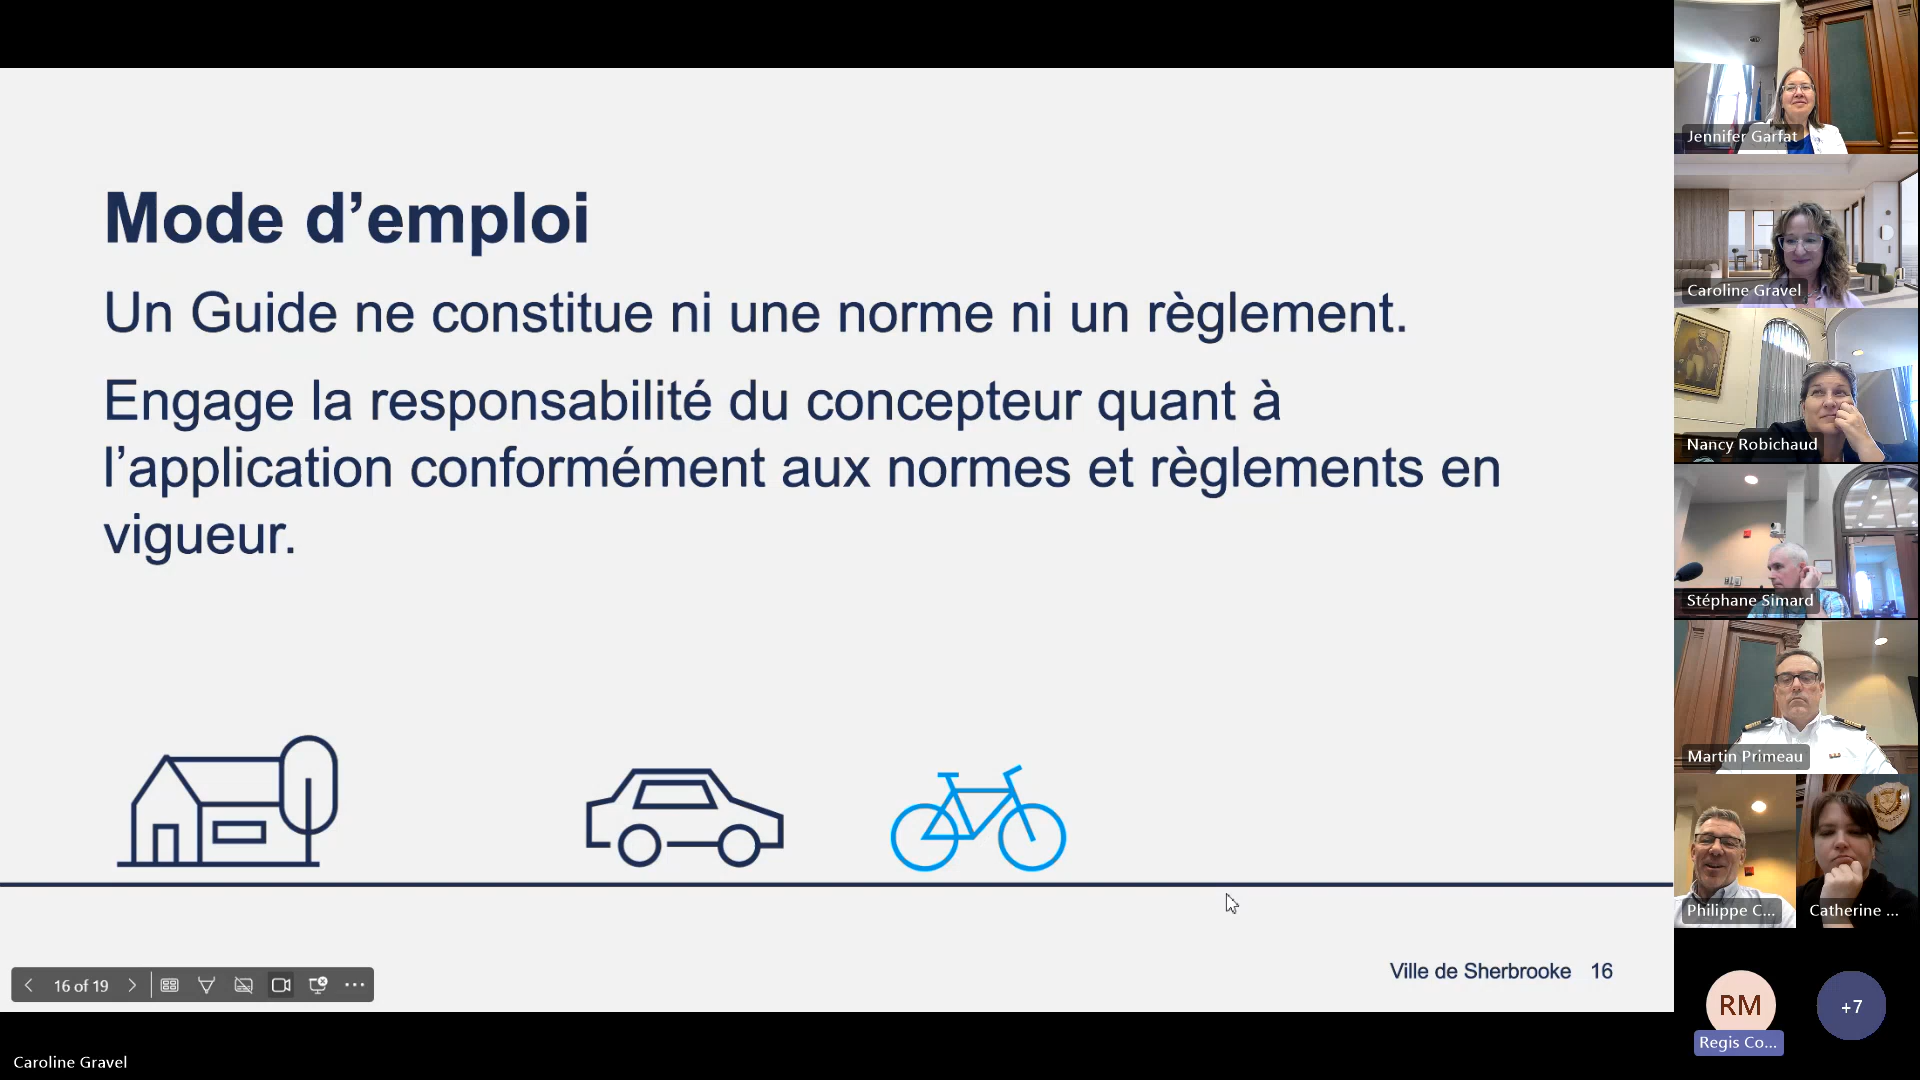 Mode d’emploi
Un Guide ne constitue ni une norme ni un règlement.
Engage la responsabilité du concepteur quant à
l’application conformément aux normes et règlements en
vigueur.
16 of 19
Ville de Sherbrooke 16
Caroline Gravel
Jennifer Garfat
Caroline Gravel
Nancy Robichaud
Stéphane Simard
Martin Primeau
Philippe C...
Catherine ...
RM
+7
Regis Co...